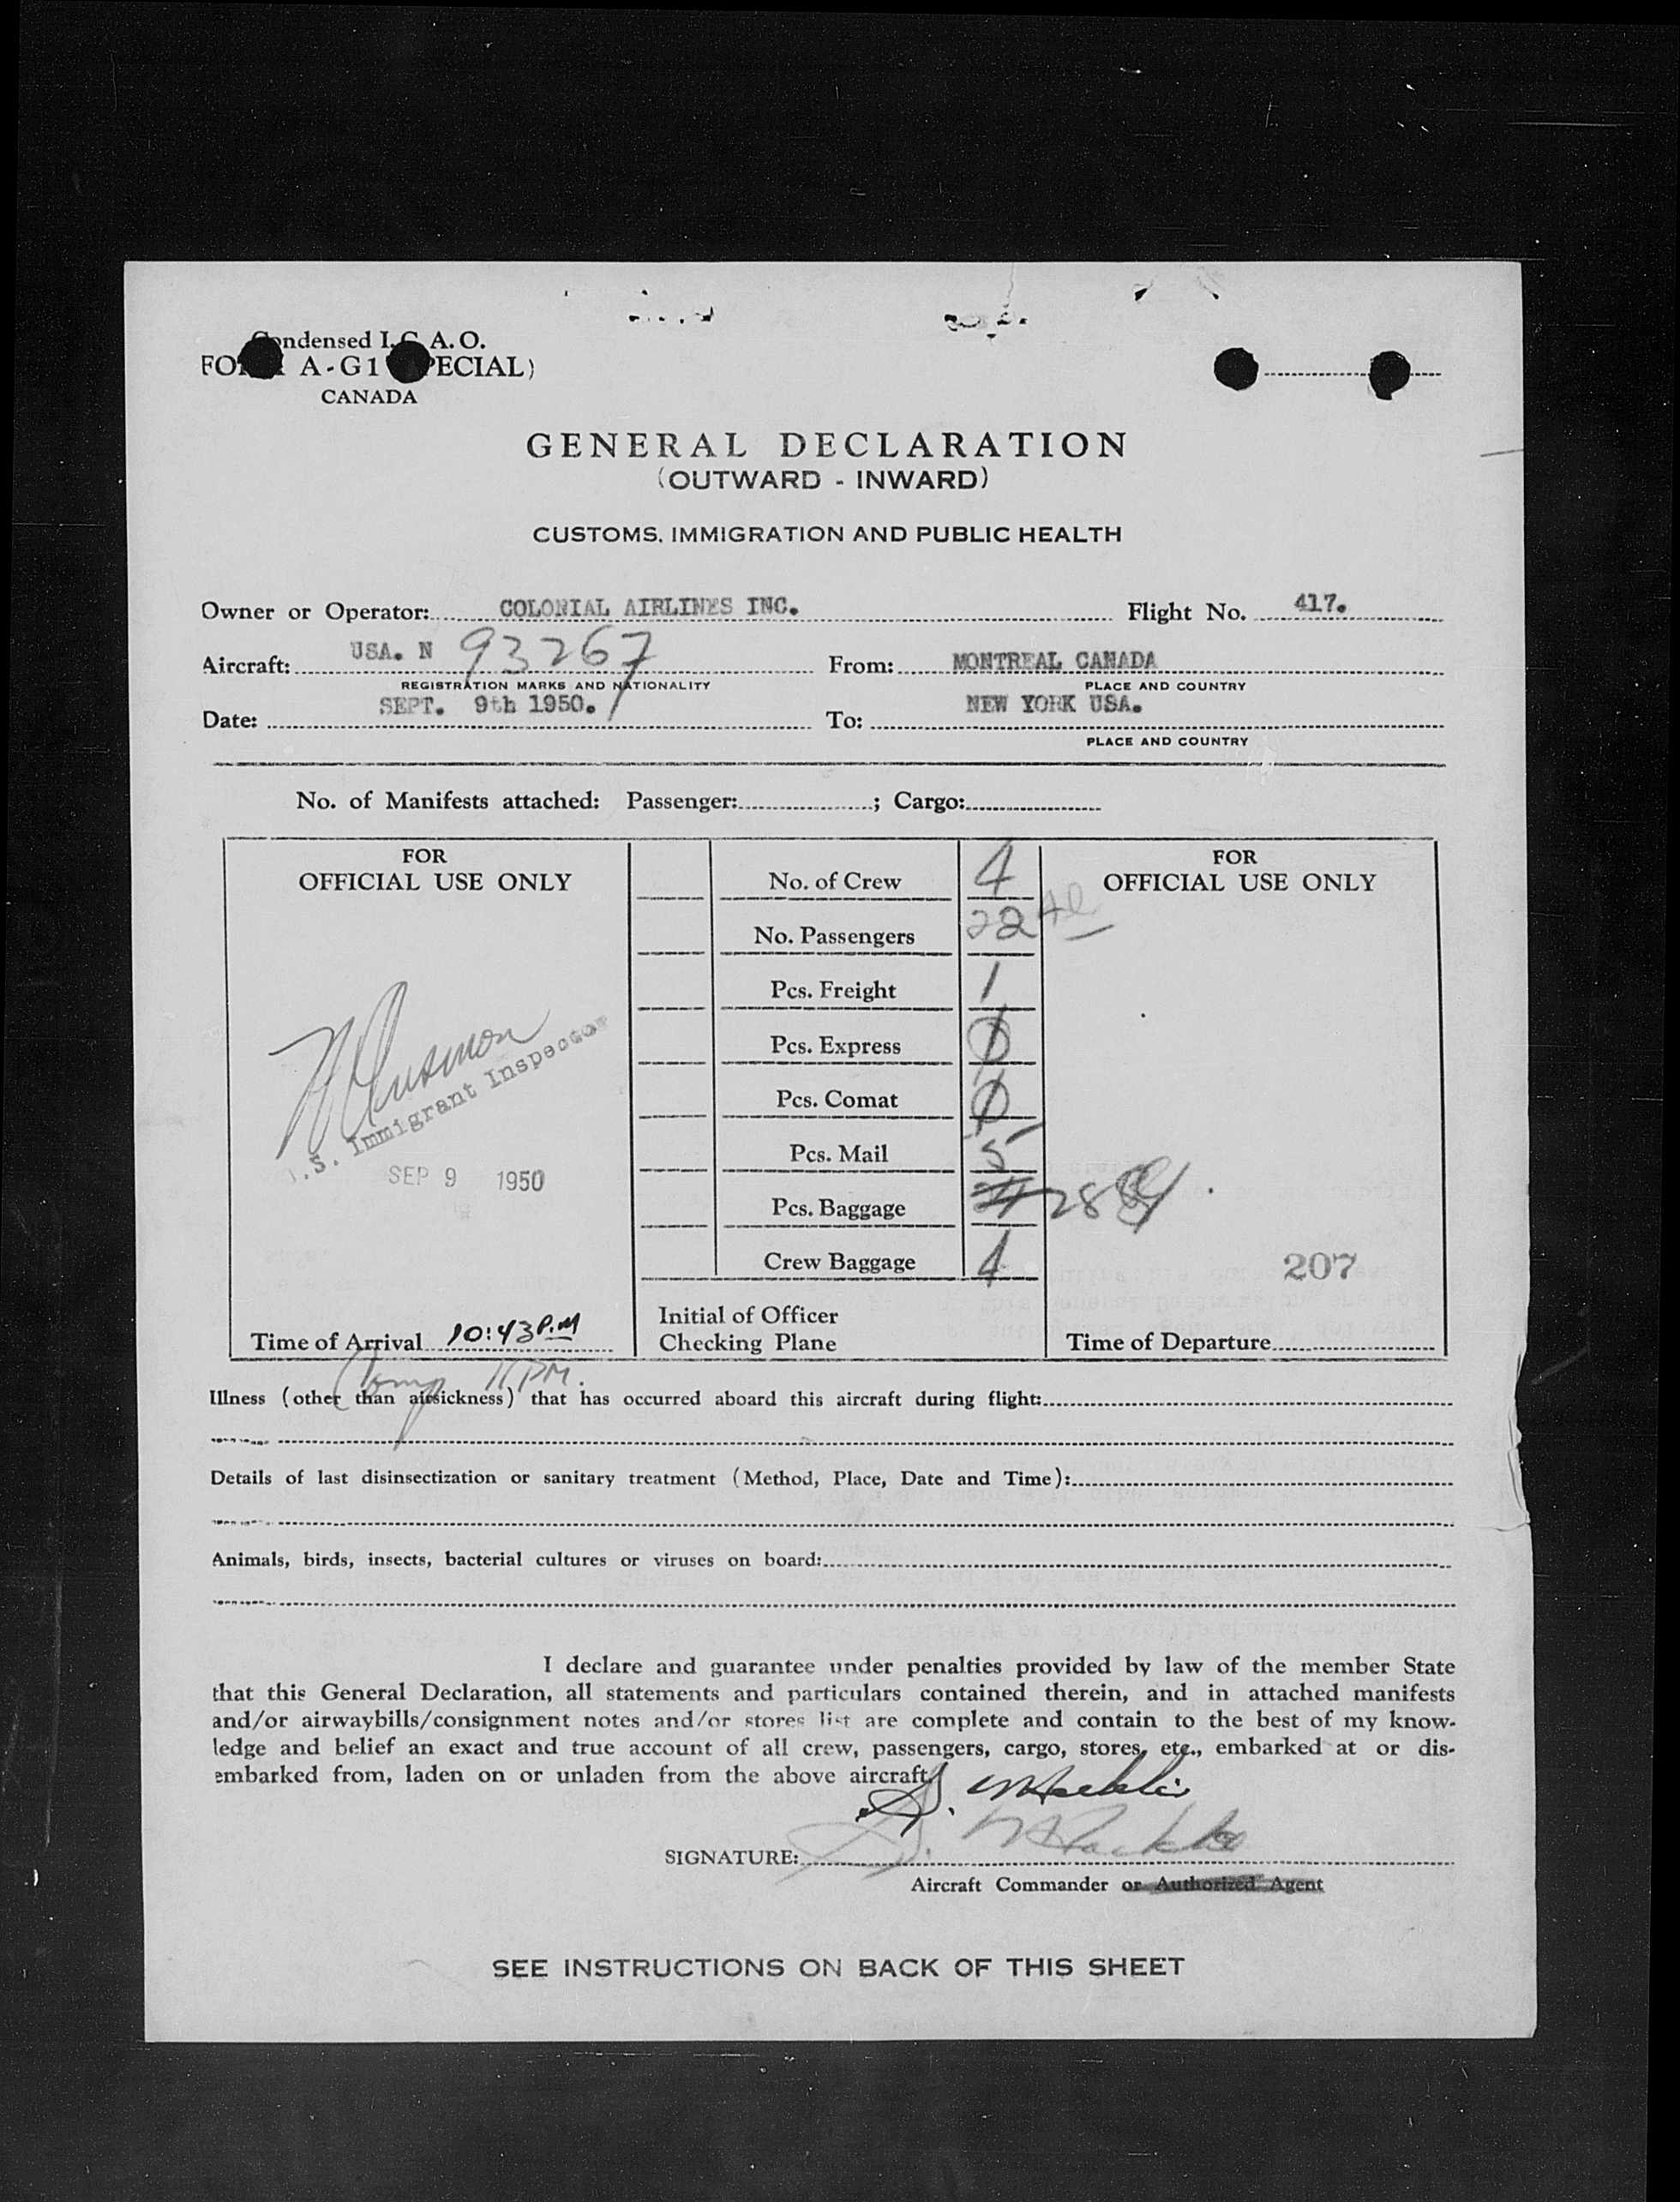 Condensed I.C.A.O.
FORM A-G1 (SPECIAL)
CANADA
GENERAL DECLARATION
(OUTWARD - INWARD)
CUSTOMS, IMMIGRATION AND PUBLIC HEALTH
Owner or Operator: COLONIAL AIRLINES INC. Flight No. 417.
Aircraft: USA. N 93267 From: MONTREAL CANADA
REGISTRATION MARKS AND NATIONALITY PLACE AND COUNTRY
Date: SEPT. 9th 1950. To: NEW YORK USA.
PLACE AND COUNTRY
No. of Manifests attached: Passenger: ; Cargo:
FOR
OFFICIAL USE ONLY
U.S. Immigrant Inspector
SEP 9 1950
Time of Arrival 10:43 P.M
No. of Crew 4
No. Passengers 22
Pcs. Freight 1
Pcs. Express 0
Pcs. Comat 0
Pcs. Mail 5
Pcs. Baggage 28
Crew Baggage 4
Initial of Officer
Checking Plane
FOR
OFFICIAL USE ONLY
207
Time of Departure
Comp 11 PM.
Illness (other than airsickness) that has occurred aboard this aircraft during flight:
Details of last disinsectization or sanitary treatment (Method, Place, Date and Time):
Animals, birds, insects, bacterial cultures or viruses on board:
I declare and guarantee under penalties provided by law of the member State
that this General Declaration, all statements and particulars contained therein, and in attached manifests
and/or airwaybills/consignment notes and/or stores list are complete and contain to the best of my know-
ledge and belief an exact and true account of all crew, passengers, cargo, stores, etc., embarked at or dis-
embarked from, laden on or unladen from the above aircraft.
SIGNATURE:
Aircraft Commander or Authorized Agent
SEE INSTRUCTIONS ON BACK OF THIS SHEET